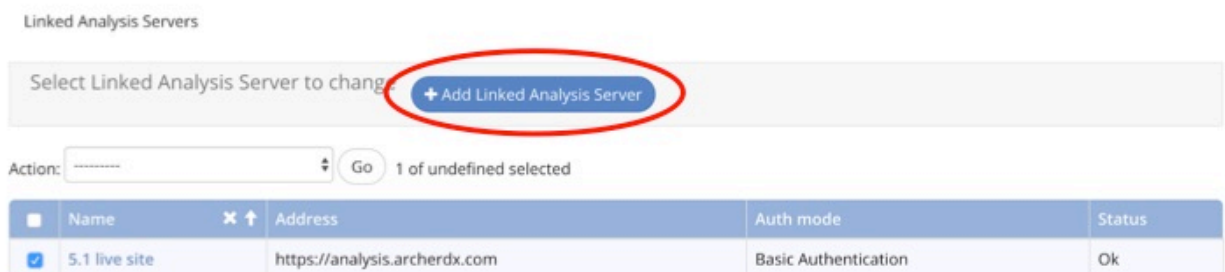 Linked Analysis Servers
Select Linked Analysis Server to change + Add Linked Analysis Server
Action: --------- Go 1 of undefined selected
Name Address Auth mode Status
5.1 live site https://analysis.archerdx.com Basic Authentication Ok